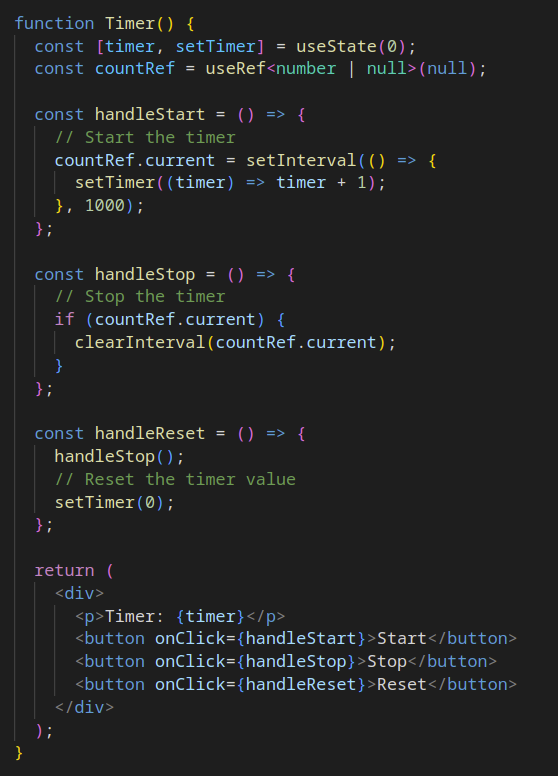 function Timer() {
  const [timer, setTimer] = useState(0);
  const countRef = useRef<number | null>(null);

  const handleStart = () => {
    // Start the timer
    countRef.current = setInterval(() => {
      setTimer((timer) => timer + 1);
    }, 1000);
  };

  const handleStop = () => {
    // Stop the timer
    if (countRef.current) {
      clearInterval(countRef.current);
    }
  };

  const handleReset = () => {
    handleStop();
    // Reset the timer value
    setTimer(0);
  };

  return (
    <div>
      <p>Timer: {timer}</p>
      <button onClick={handleStart}>Start</button>
      <button onClick={handleStop}>Stop</button>
      <button onClick={handleReset}>Reset</button>
    </div>
  );
}